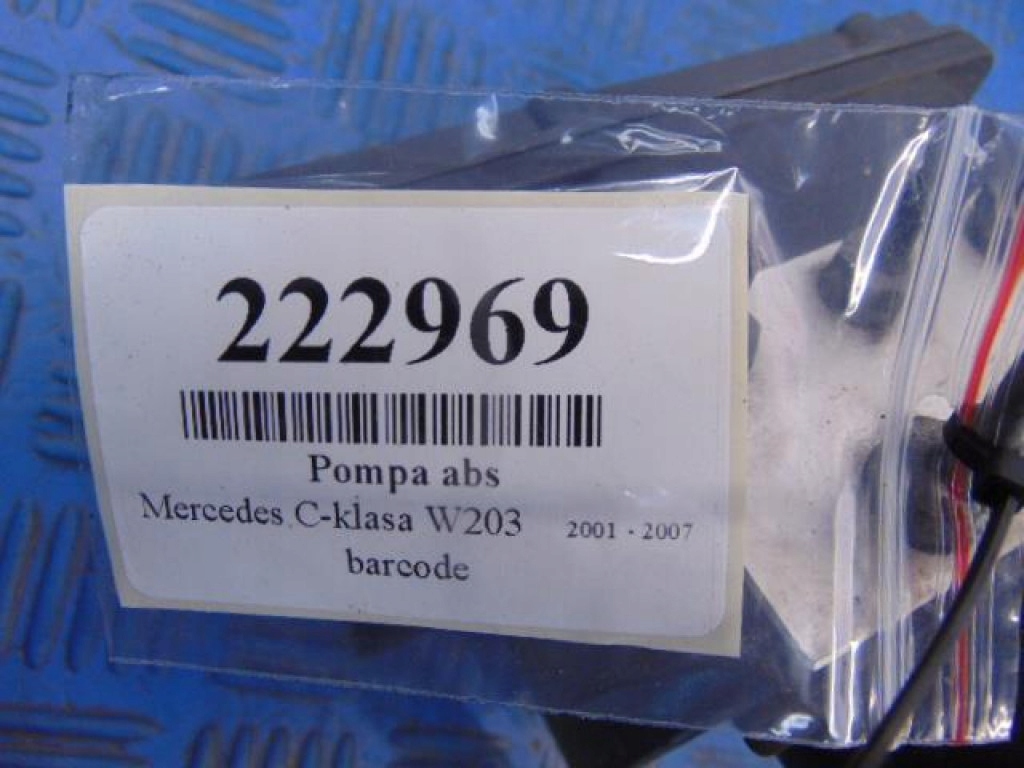 222969
Pompa abs
Mercedes C-klasa W203 2001 - 2007
barcode